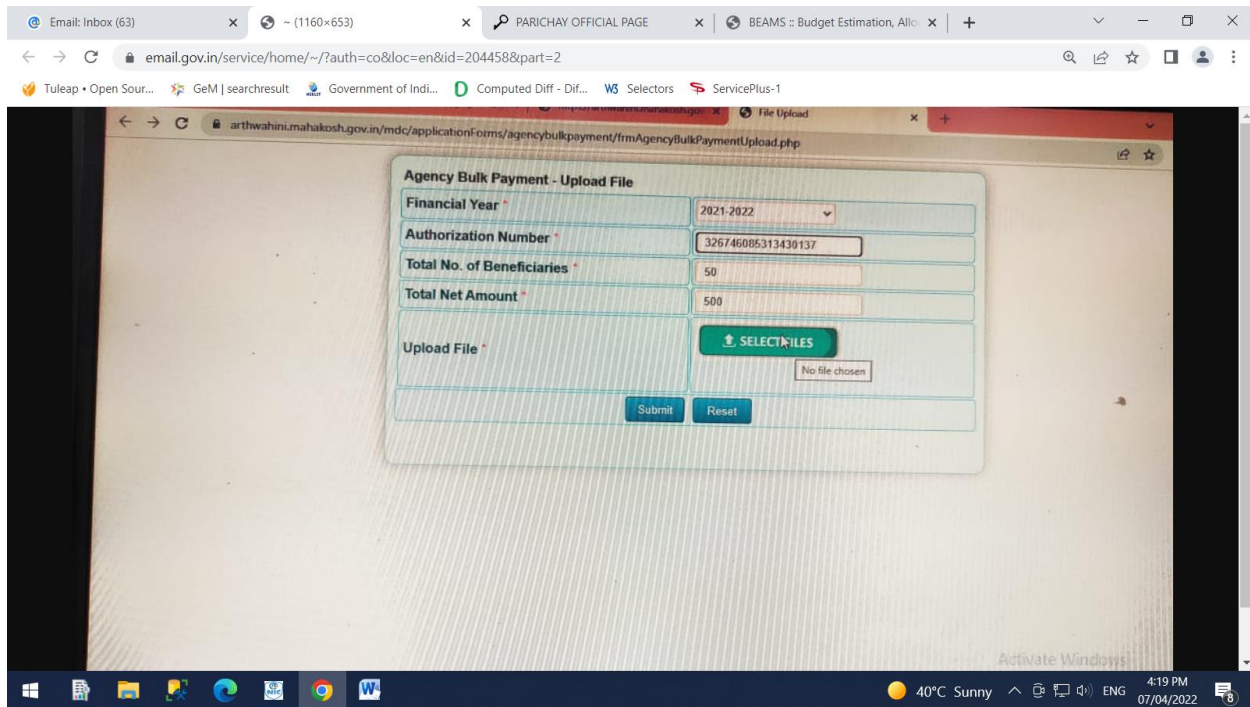 Email: Inbox (63)
~ (1160×653)
PARICHAY OFFICIAL PAGE
BEAMS :: Budget Estimation, Allo
email.gov.in/service/home/~/?auth=co&loc=en&id=204458&part=2
Tuleap • Open Sour... GeM | searchresult Government of Indi... Computed Diff - Dif... W3 Selectors ServicePlus-1
File Upload
arthwahini.mahakosh.gov.in/mdc/applicationForms/agencybulkpayment/frmAgencyBulkPaymentUpload.php
Agency Bulk Payment - Upload File
Financial Year * 2021-2022
Authorization Number * 326746085313430137
Total No. of Beneficiaries * 50
Total Net Amount * 500
Upload File * SELECT FILES
No file chosen
Submit Reset
Activate Windows
40°C Sunny ENG 4:19 PM
07/04/2022 8